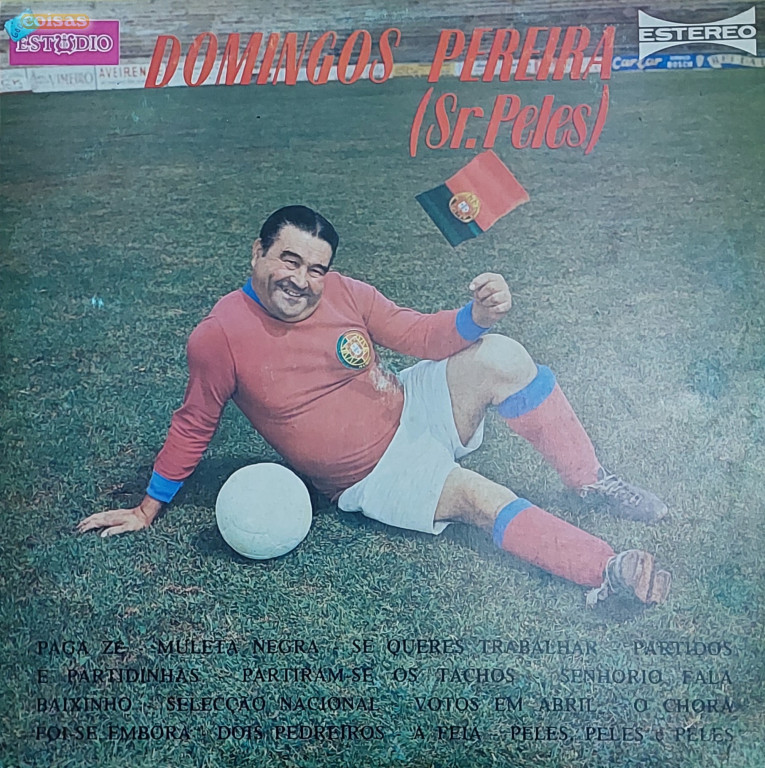 coisas
ESTÚDIO
ESTEREO
DOMINGOS PEREIRA
(Sr. Peles)
AVEIREN
BOSCH
PAGA ZÉ - MULETA NEGRA - SE QUERES TRABALHAR - PARTIDOS
E PARTIDINHAS - PARTIRAM-SE OS TACHOS - SENHORIO FALA
BAIXINHO - SELECÇÃO NACIONAL - VOTOS EM ABRIL - O CHORA
FOI-SE EMBORA - DOIS PEDREIROS - A FEIA - PELES, PELES e PELES